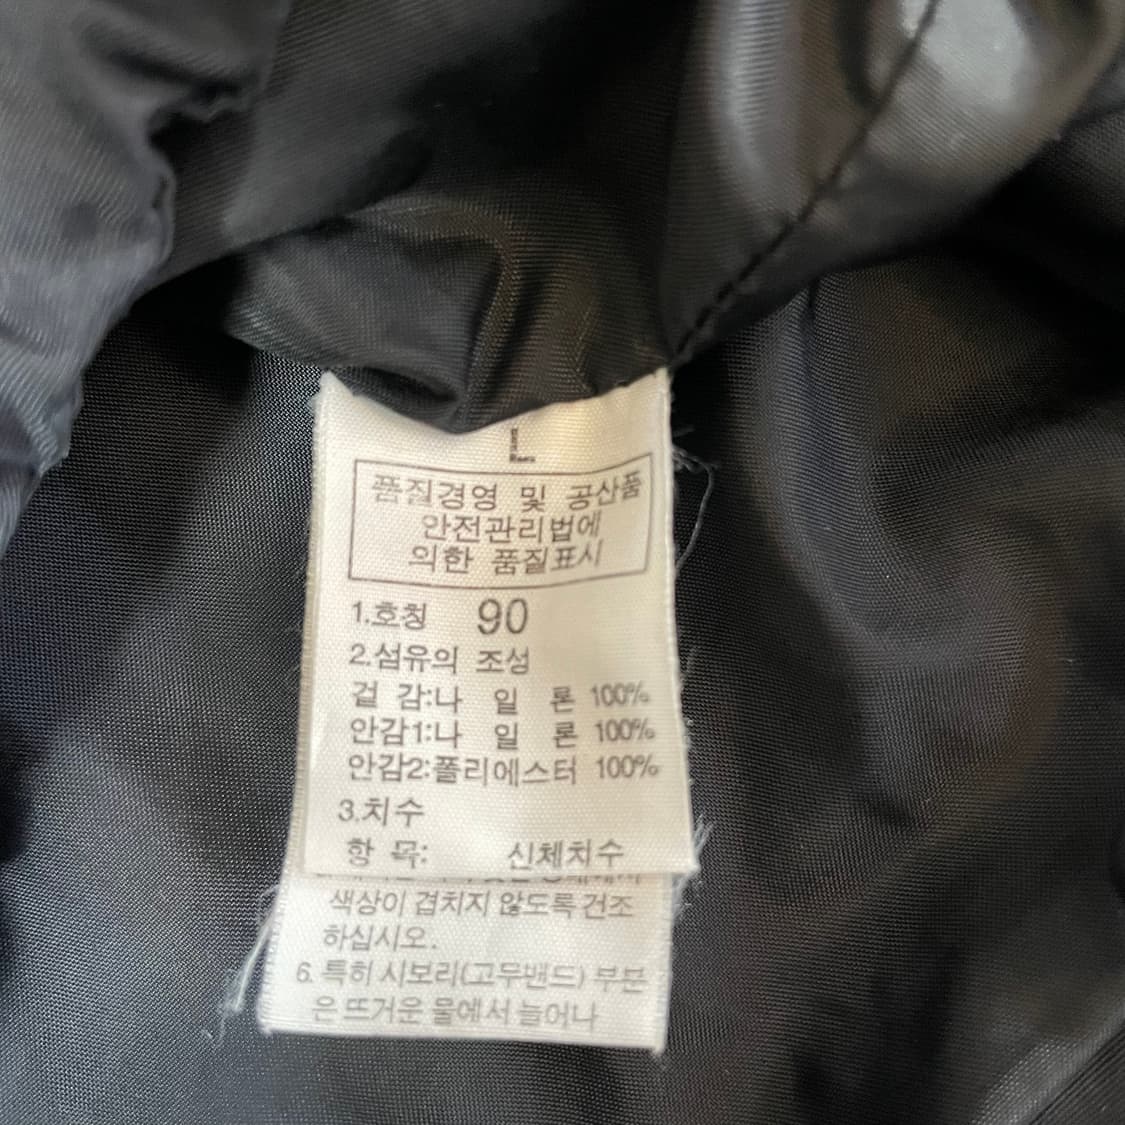 L
품질경영 및 공산품
안전관리법에
의한 품질표시
1.호칭 90
2.섬유의 조성
겉 감:나 일 론 100%
안감1:나 일 론 100%
안감2:폴리에스터 100%
3.치수
항 목: 신체치수
색상이 겹치지 않도록 건조
하십시오.
6. 특히 시보리(고무밴드) 부분
은 뜨거운 물에서 늘어나